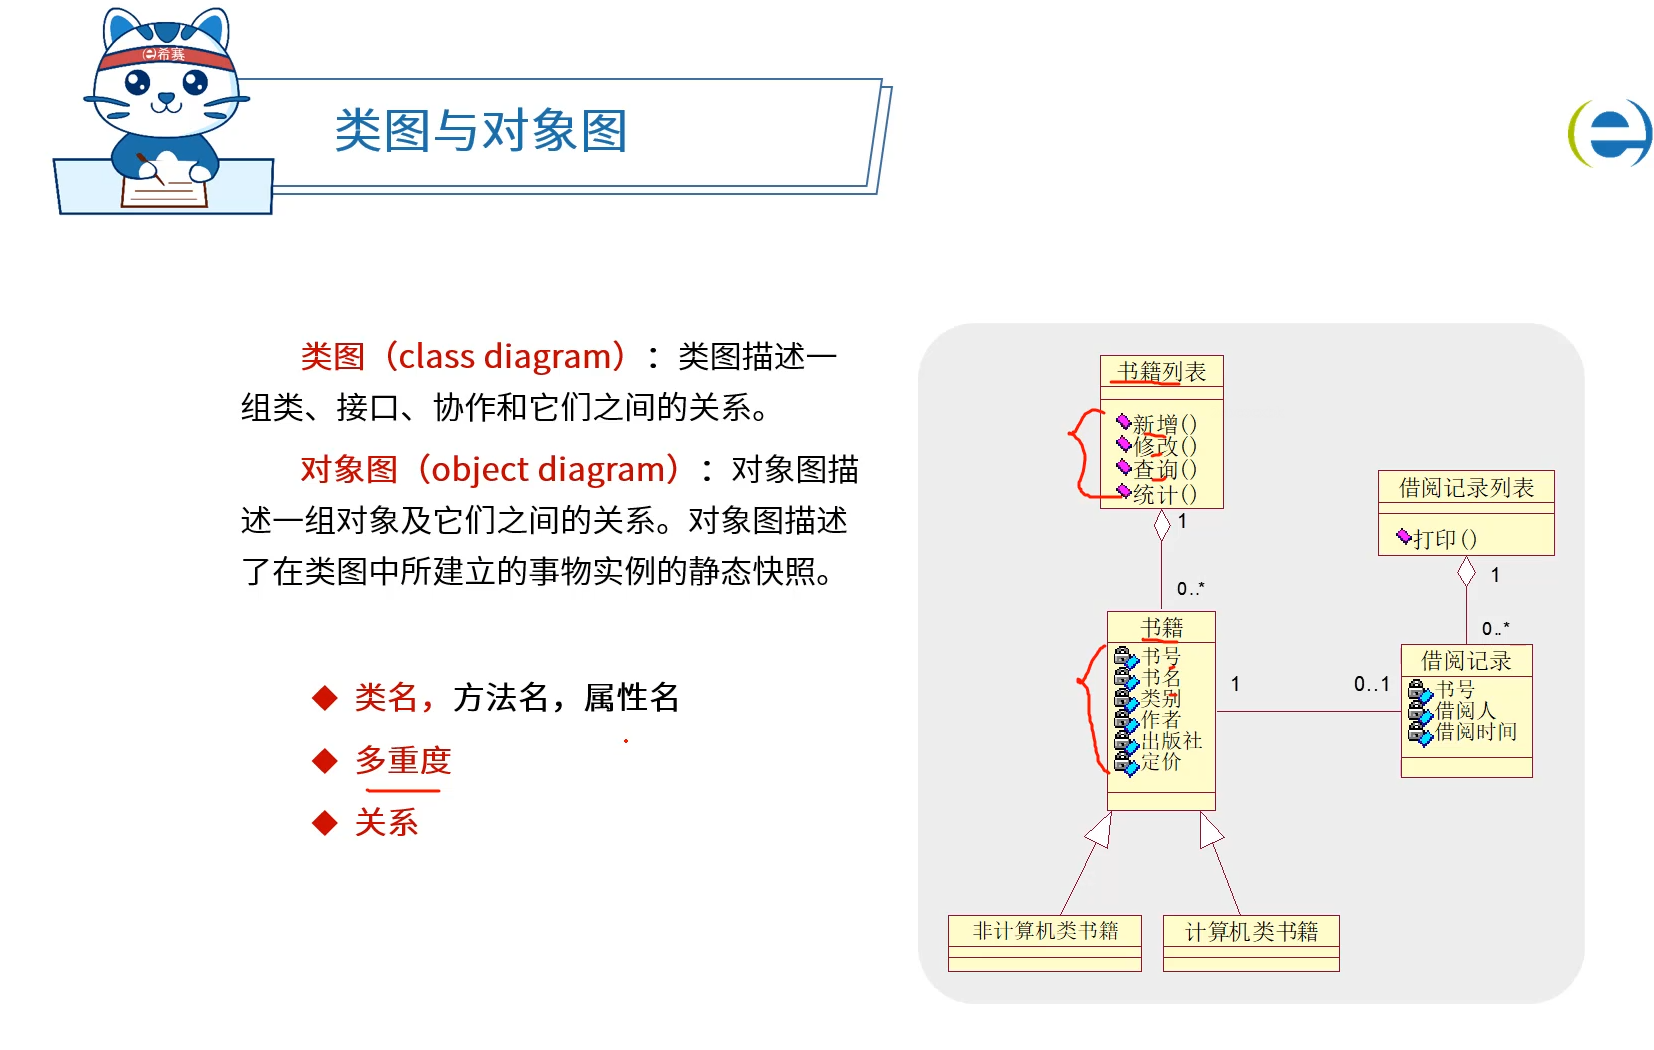 e希赛
类图与对象图
e
类图（class diagram）：类图描述一
组类、接口、协作和它们之间的关系。
对象图（object diagram）：对象图描
述一组对象及它们之间的关系。对象图描述
了在类图中所建立的事物实例的静态快照。
◆ 类名，方法名，属性名
◆ 多重度
◆ 关系
书籍列表
新增()
修改()
查询()
统计()
1
0..*
借阅记录列表
打印()
1
0..*
书籍
书号
书名
类别
作者
出版社
定价
1
0..1
借阅记录
书号
借阅人
借阅时间
非计算机类书籍
计算机类书籍